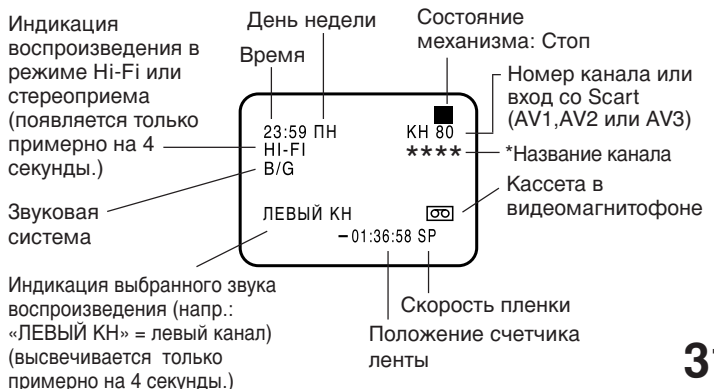 Индикация
воспроизведения в
режиме Hi-Fi или
стереоприема
(появляется только
примерно на 4
секунды.)
День недели
Время
Состояние
механизма: Стоп
Номер канала или
вход со Scart
(AV1,AV2 или AV3)
23:59 ПН
КН 80
HI-FI
****
*Название канала
B/G
Кассета в
видеомагнитофоне
Звуковая
система
ЛЕВЫЙ КН
–01:36:58 SP
Индикация выбранного звука
воспроизведения (напр.:
«ЛЕВЫЙ КН» = левый канал)
(высвечивается только
примерно на 4 секунды.)
Скорость пленки
Положение счетчика
ленты